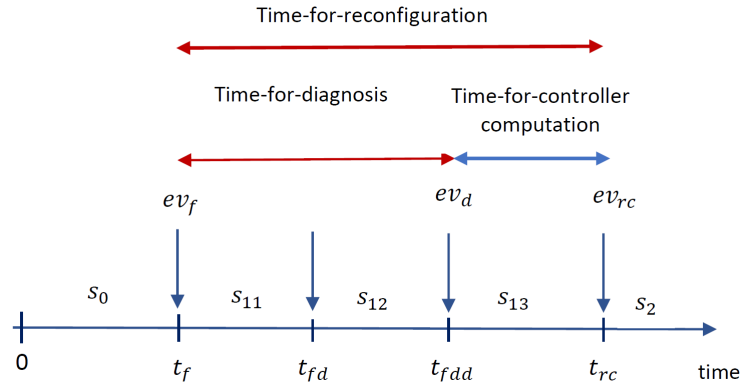 Time-for-reconfiguration
Time-for-diagnosis
Time-for-controller
computation
ev_f
ev_d
ev_rc
s_0
s_11
s_12
s_13
s_2
0
t_f
t_fd
t_fdd
t_rc
time